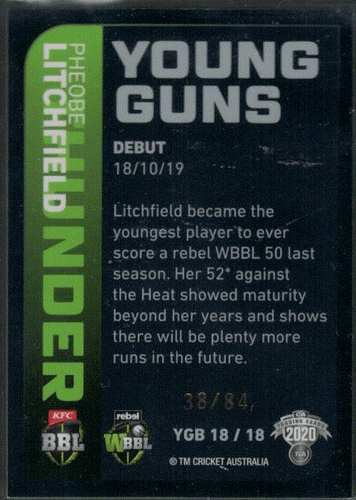 YOUNG
GUNS
PHEOBE
LITCHFIELD
THUNDER
DEBUT
18/10/19
Litchfield became the
youngest player to ever
score a rebel WBBL 50 last
season. Her 52* against
the Heat showed maturity
beyond her years and shows
there will be plenty more
runs in the future.
38/84
KFC
BBL
rebel
WBBL
YGB 18 / 18
2020
TLA
® TM CRICKET AUSTRALIA